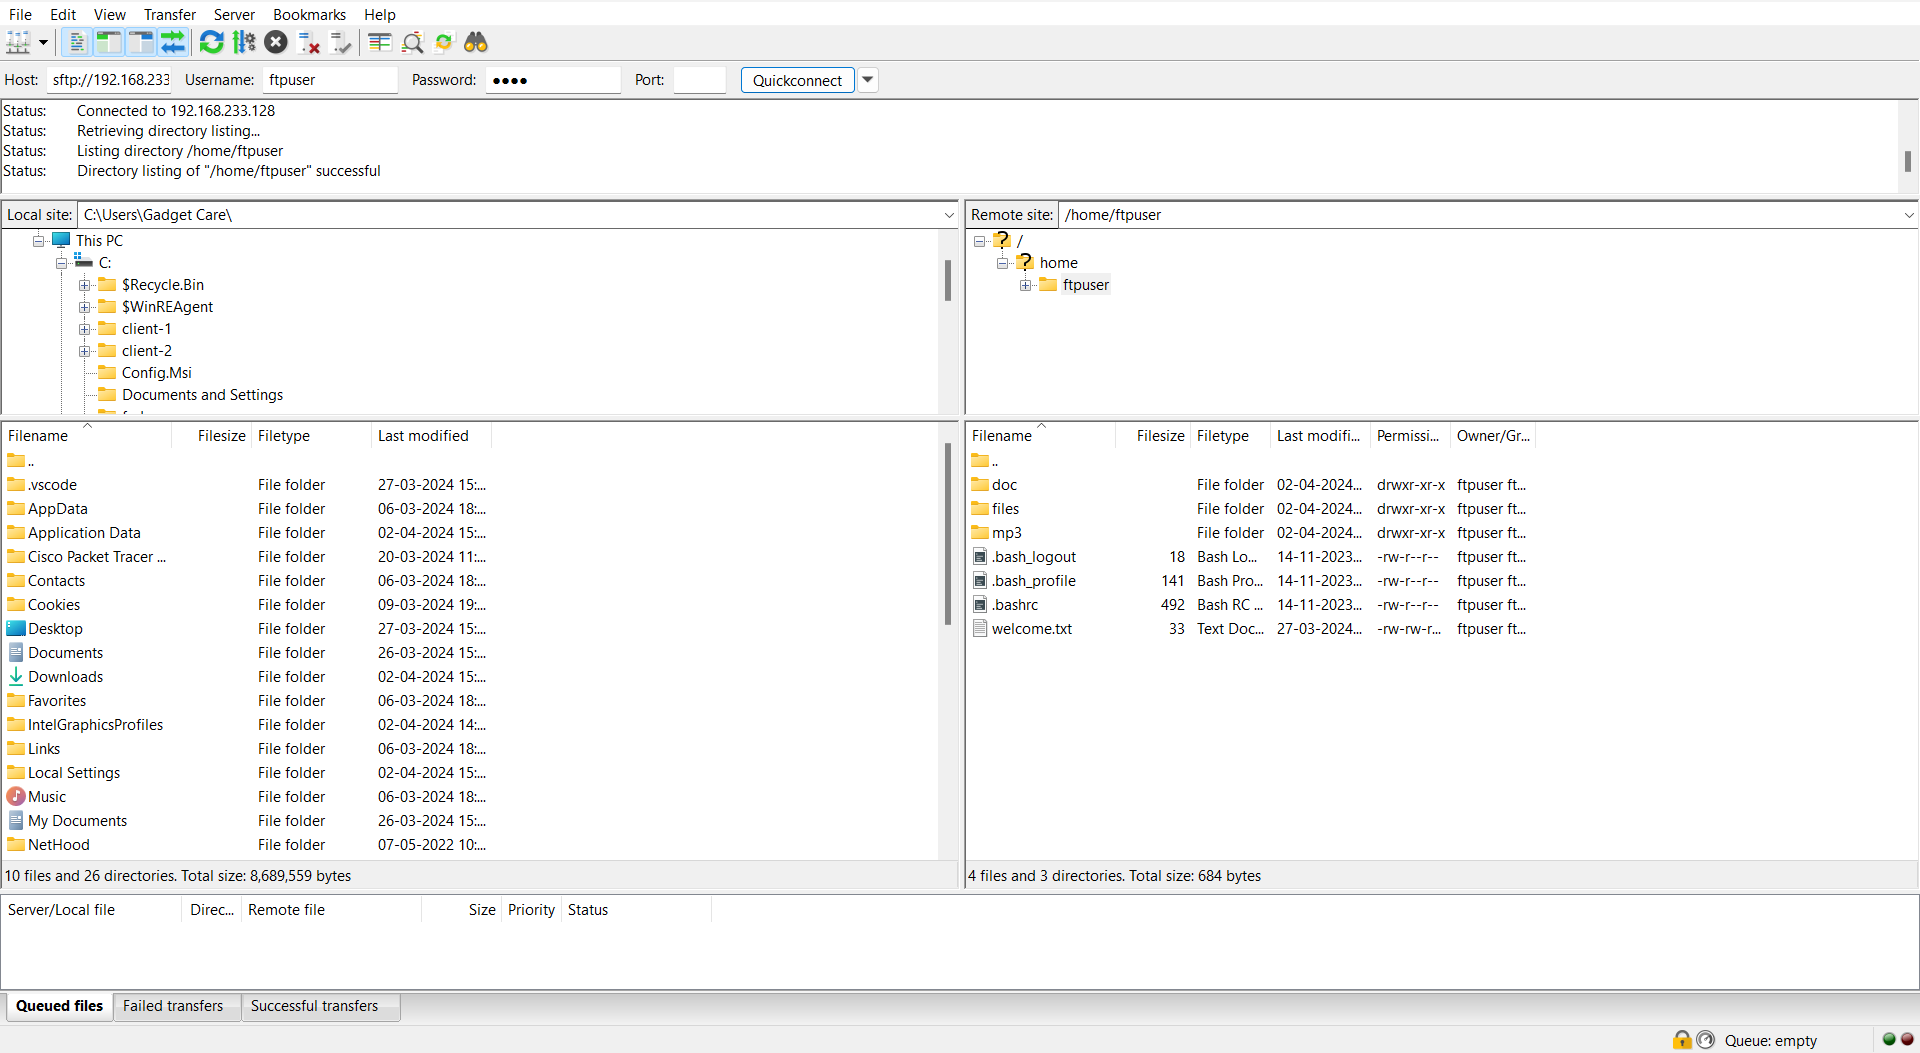 File Edit View Transfer Server Bookmarks Help
Host: sftp://192.168.233 Username: ftpuser Password: ●●●● Port: Quickconnect
Status: Connected to 192.168.233.128
Status: Retrieving directory listing...
Status: Listing directory /home/ftpuser
Status: Directory listing of "/home/ftpuser" successful
Local site: C:\Users\Gadget Care\
This PC
C:
$Recycle.Bin
$WinREAgent
client-1
client-2
Config.Msi
Documents and Settings
Remote site: /home/ftpuser
/
home
ftpuser
Filename Filesize Filetype Last modified
..
.vscode File folder 27-03-2024 15:...
AppData File folder 06-03-2024 18:...
Application Data File folder 02-04-2024 15:...
Cisco Packet Tracer ... File folder 20-03-2024 11:...
Contacts File folder 06-03-2024 18:...
Cookies File folder 09-03-2024 19:...
Desktop File folder 27-03-2024 15:...
Documents File folder 26-03-2024 15:...
Downloads File folder 02-04-2024 15:...
Favorites File folder 06-03-2024 18:...
IntelGraphicsProfiles File folder 02-04-2024 14:...
Links File folder 06-03-2024 18:...
Local Settings File folder 02-04-2024 15:...
Music File folder 06-03-2024 18:...
My Documents File folder 26-03-2024 15:...
NetHood File folder 07-05-2022 10:...
10 files and 26 directories. Total size: 8,689,559 bytes
Filename Filesize Filetype Last modifi... Permissi... Owner/Gr...
..
doc File folder 02-04-2024... drwxr-xr-x ftpuser ft...
files File folder 02-04-2024... drwxr-xr-x ftpuser ft...
mp3 File folder 02-04-2024... drwxr-xr-x ftpuser ft...
.bash_logout 18 Bash Lo... 14-11-2023... -rw-r--r-- ftpuser ft...
.bash_profile 141 Bash Pro... 14-11-2023... -rw-r--r-- ftpuser ft...
.bashrc 492 Bash RC ... 14-11-2023... -rw-r--r-- ftpuser ft...
welcome.txt 33 Text Doc... 27-03-2024... -rw-rw-r... ftpuser ft...
4 files and 3 directories. Total size: 684 bytes
Server/Local file Direc... Remote file Size Priority Status
Queued files Failed transfers Successful transfers
Queue: empty